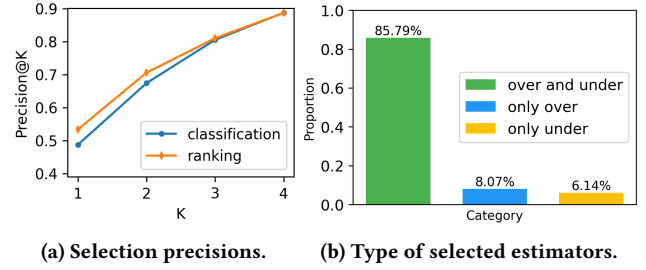 0.9
0.8
0.7
0.6
0.5
0.4
Precision@K
classification
ranking
1 2 3 4
K
(a) Selection precisions.
1.0
0.8
0.6
0.4
0.2
0.0
Proportion
85.79%
8.07%
6.14%
over and under
only over
only under
Category
(b) Type of selected estimators.